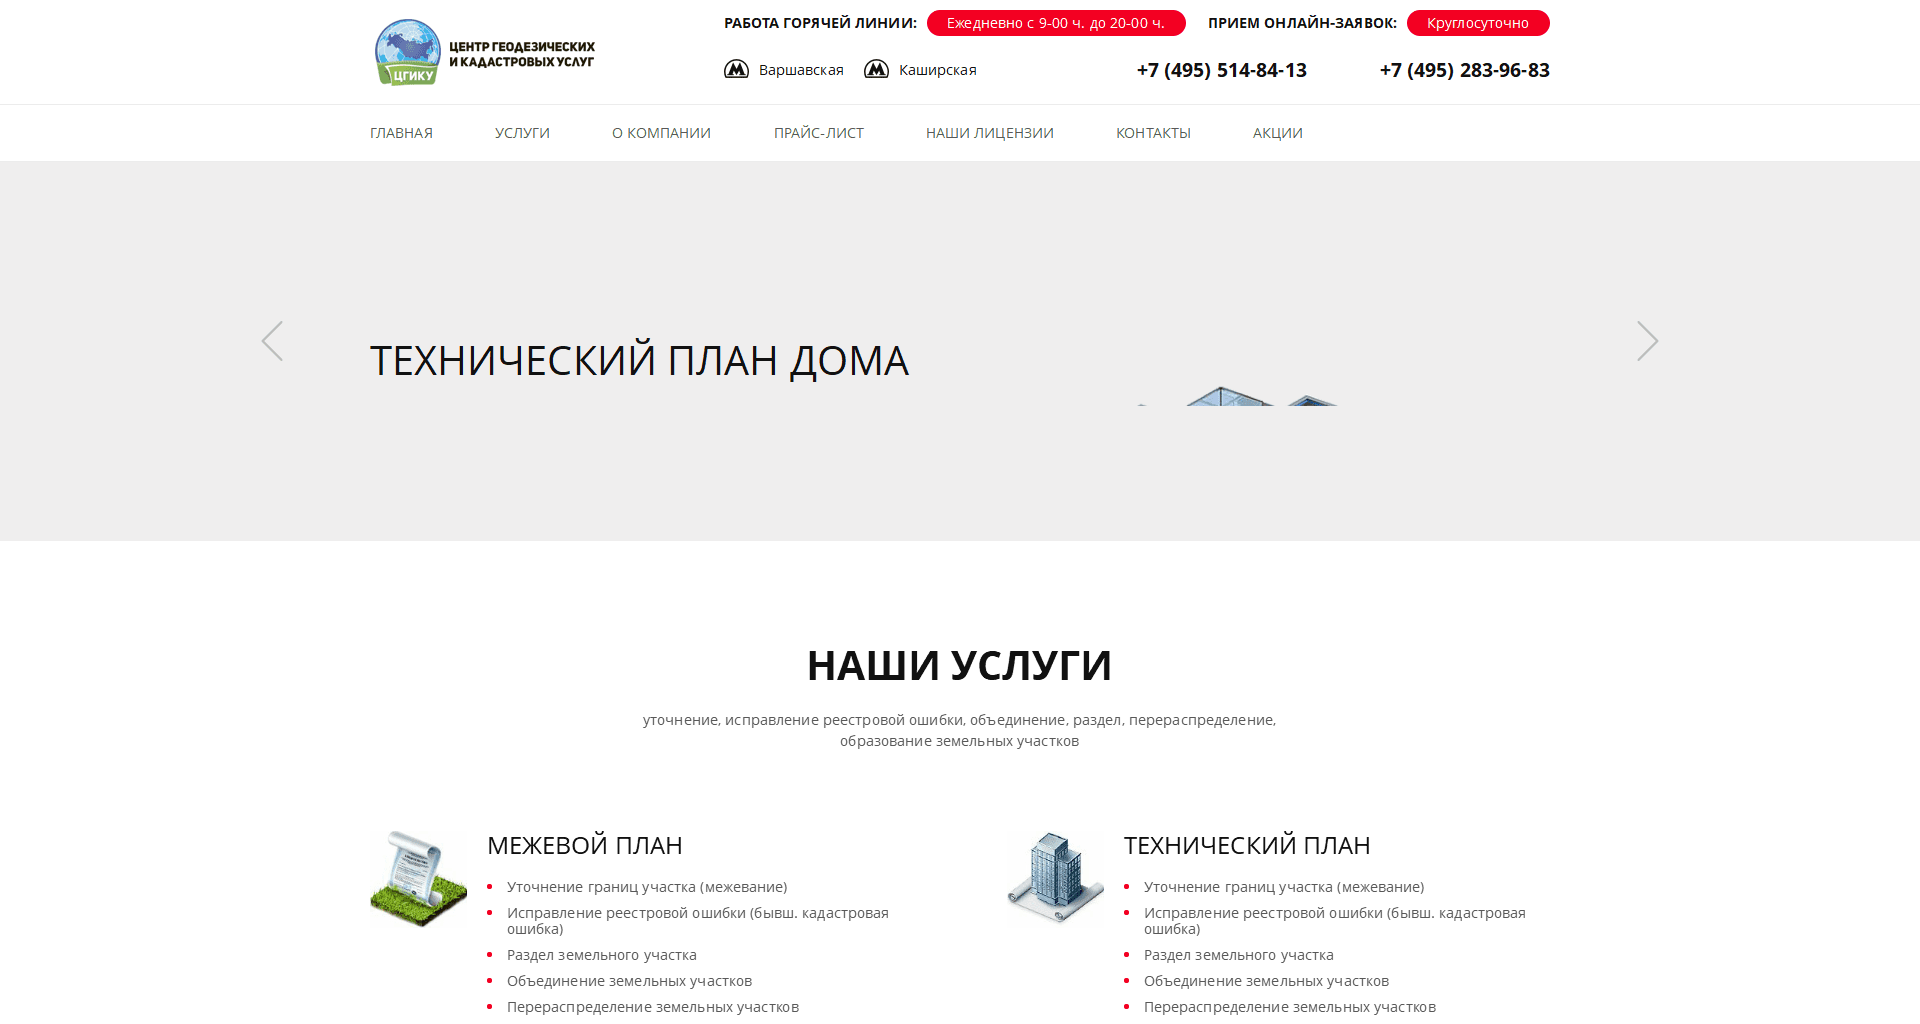 ЦЕНТР ГЕОДЕЗИЧЕСКИХ
И КАДАСТРОВЫХ УСЛУГ
ЦГИКУ
РАБОТА ГОРЯЧЕЙ ЛИНИИ: Ежедневно с 9-00 ч. до 20-00 ч. ПРИЕМ ОНЛАЙН-ЗАЯВОК: Круглосуточно
Варшавская Каширская +7 (495) 514-84-13 +7 (495) 283-96-83
ГЛАВНАЯ УСЛУГИ О КОМПАНИИ ПРАЙС-ЛИСТ НАШИ ЛИЦЕНЗИИ КОНТАКТЫ АКЦИИ
ТЕХНИЧЕСКИЙ ПЛАН ДОМА
НАШИ УСЛУГИ
уточнение, исправление реестровой ошибки, объединение, раздел, перераспределение,
образование земельных участков
МЕЖЕВОЙ ПЛАН
Уточнение границ участка (межевание)
Исправление реестровой ошибки (бывш. кадастровая
ошибка)
Раздел земельного участка
Объединение земельных участков
Перераспределение земельных участков
ТЕХНИЧЕСКИЙ ПЛАН
Уточнение границ участка (межевание)
Исправление реестровой ошибки (бывш. кадастровая
ошибка)
Раздел земельного участка
Объединение земельных участков
Перераспределение земельных участков